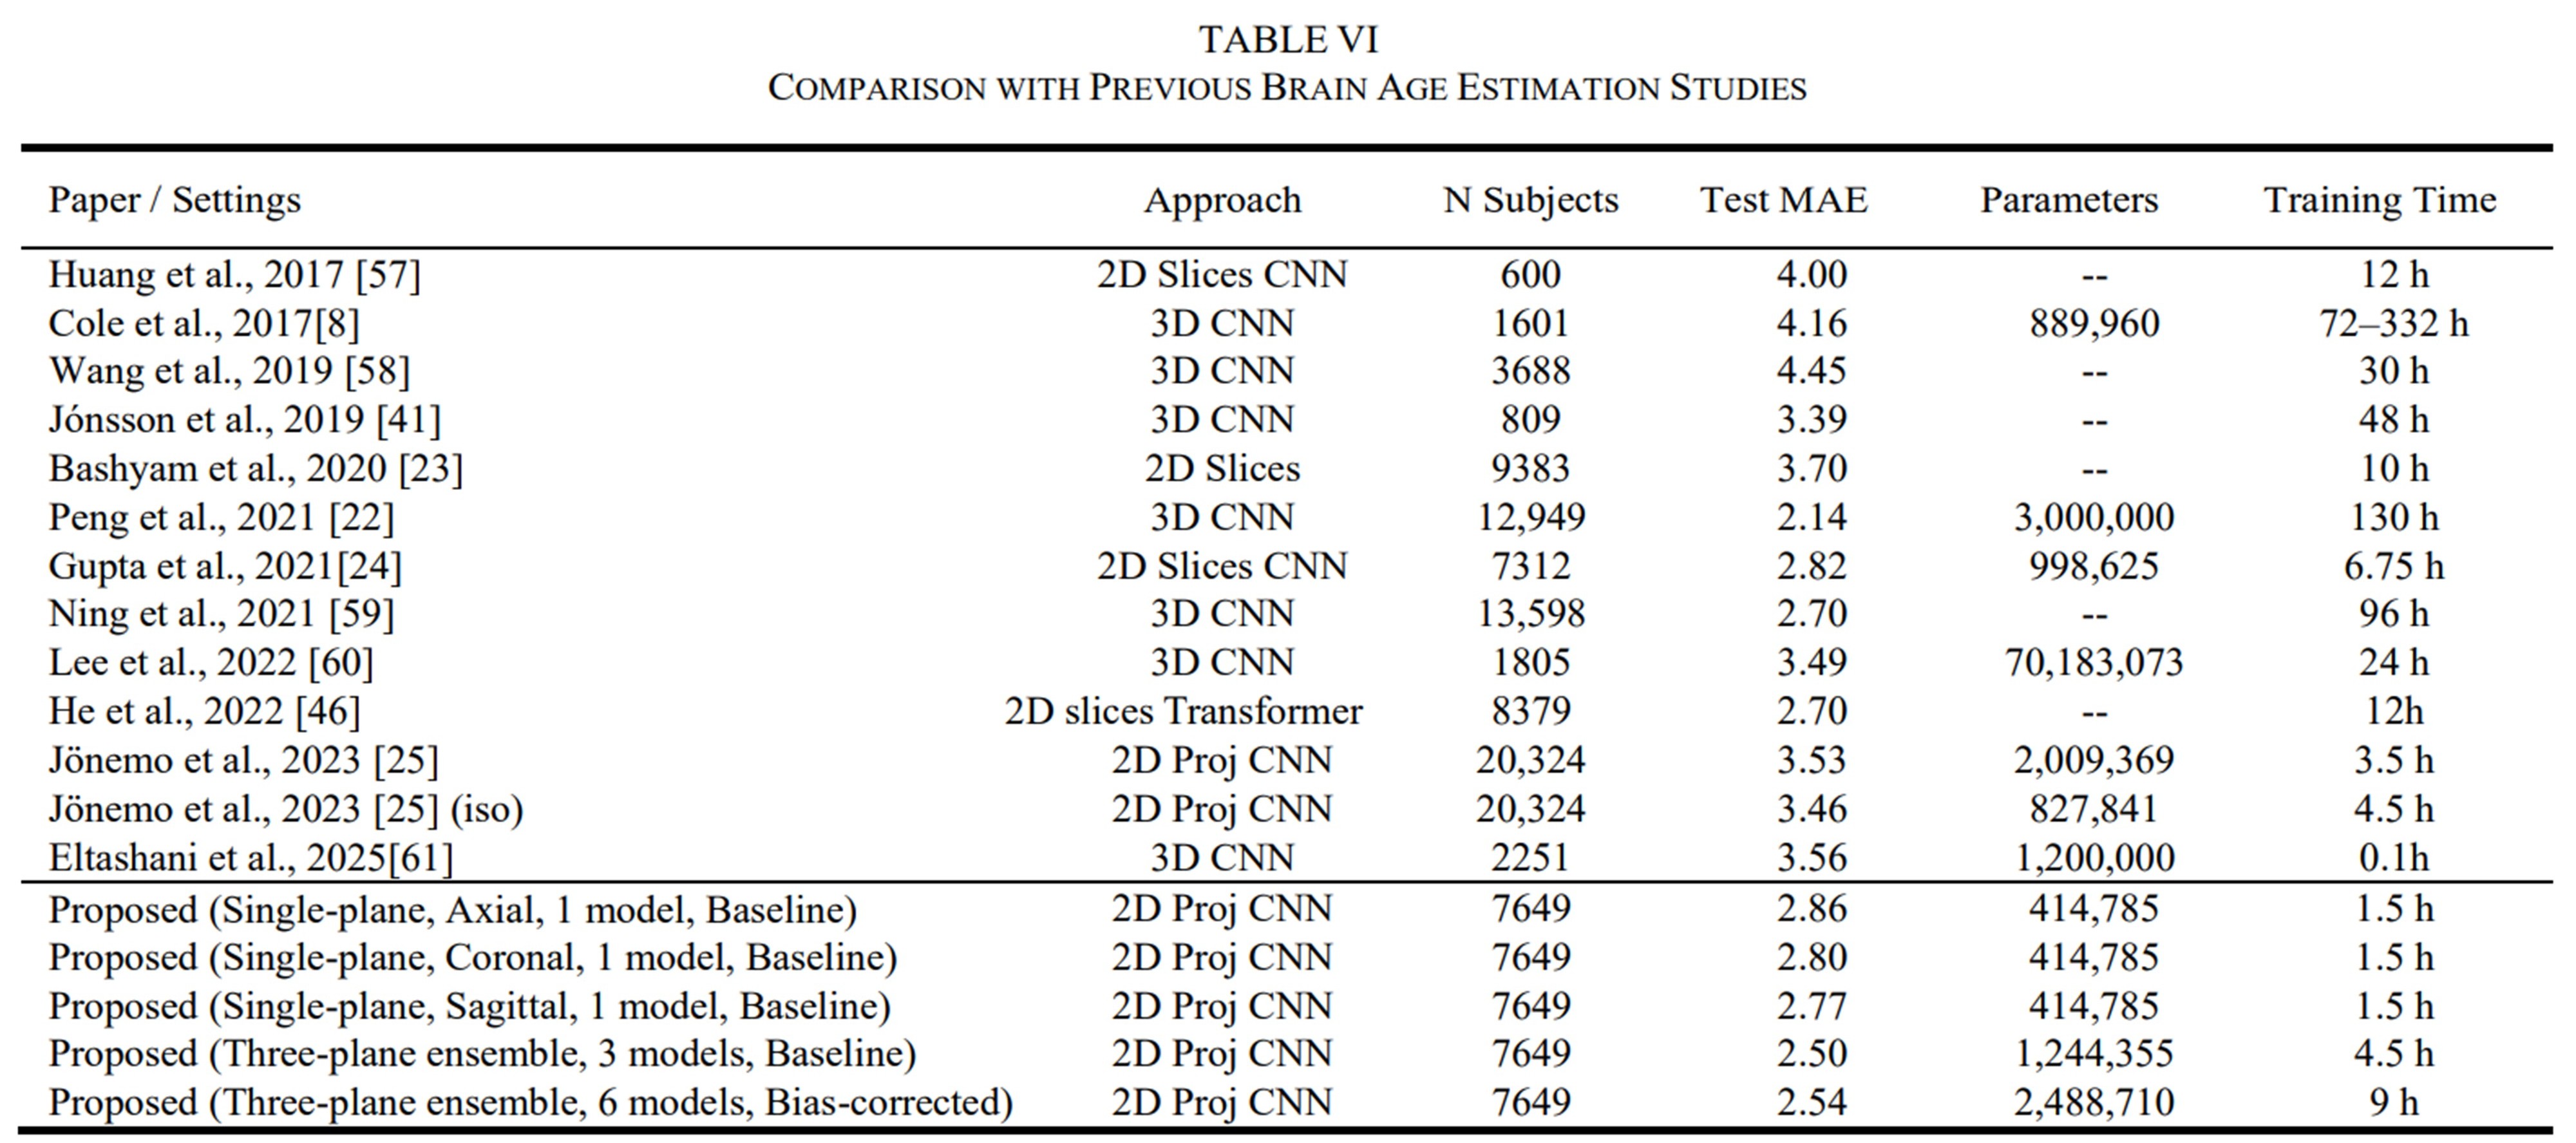 TABLE VI
COMPARISON WITH PREVIOUS BRAIN AGE ESTIMATION STUDIES
Paper / Settings Approach N Subjects Test MAE Parameters Training Time
Huang et al., 2017 [57] 2D Slices CNN 600 4.00 -- 12 h
Cole et al., 2017[8] 3D CNN 1601 4.16 889,960 72–332 h
Wang et al., 2019 [58] 3D CNN 3688 4.45 -- 30 h
Jónsson et al., 2019 [41] 3D CNN 809 3.39 -- 48 h
Bashyam et al., 2020 [23] 2D Slices 9383 3.70 -- 10 h
Peng et al., 2021 [22] 3D CNN 12,949 2.14 3,000,000 130 h
Gupta et al., 2021[24] 2D Slices CNN 7312 2.82 998,625 6.75 h
Ning et al., 2021 [59] 3D CNN 13,598 2.70 -- 96 h
Lee et al., 2022 [60] 3D CNN 1805 3.49 70,183,073 24 h
He et al., 2022 [46] 2D slices Transformer 8379 2.70 -- 12h
Jönemo et al., 2023 [25] 2D Proj CNN 20,324 3.53 2,009,369 3.5 h
Jönemo et al., 2023 [25] (iso) 2D Proj CNN 20,324 3.46 827,841 4.5 h
Eltashani et al., 2025[61] 3D CNN 2251 3.56 1,200,000 0.1h
Proposed (Single-plane, Axial, 1 model, Baseline) 2D Proj CNN 7649 2.86 414,785 1.5 h
Proposed (Single-plane, Coronal, 1 model, Baseline) 2D Proj CNN 7649 2.80 414,785 1.5 h
Proposed (Single-plane, Sagittal, 1 model, Baseline) 2D Proj CNN 7649 2.77 414,785 1.5 h
Proposed (Three-plane ensemble, 3 models, Baseline) 2D Proj CNN 7649 2.50 1,244,355 4.5 h
Proposed (Three-plane ensemble, 6 models, Bias-corrected) 2D Proj CNN 7649 2.54 2,488,710 9 h